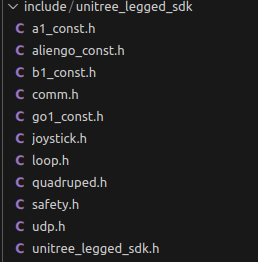 include / unitree_legged_sdk
C a1_const.h
C aliengo_const.h
C b1_const.h
C comm.h
C go1_const.h
C joystick.h
C loop.h
C quadruped.h
C safety.h
C udp.h
C unitree_legged_sdk.h